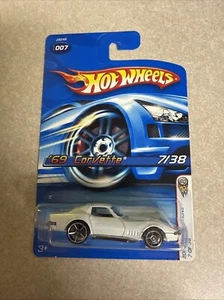 007
HOT WHEELS
'69 Corvette
7/38
3+